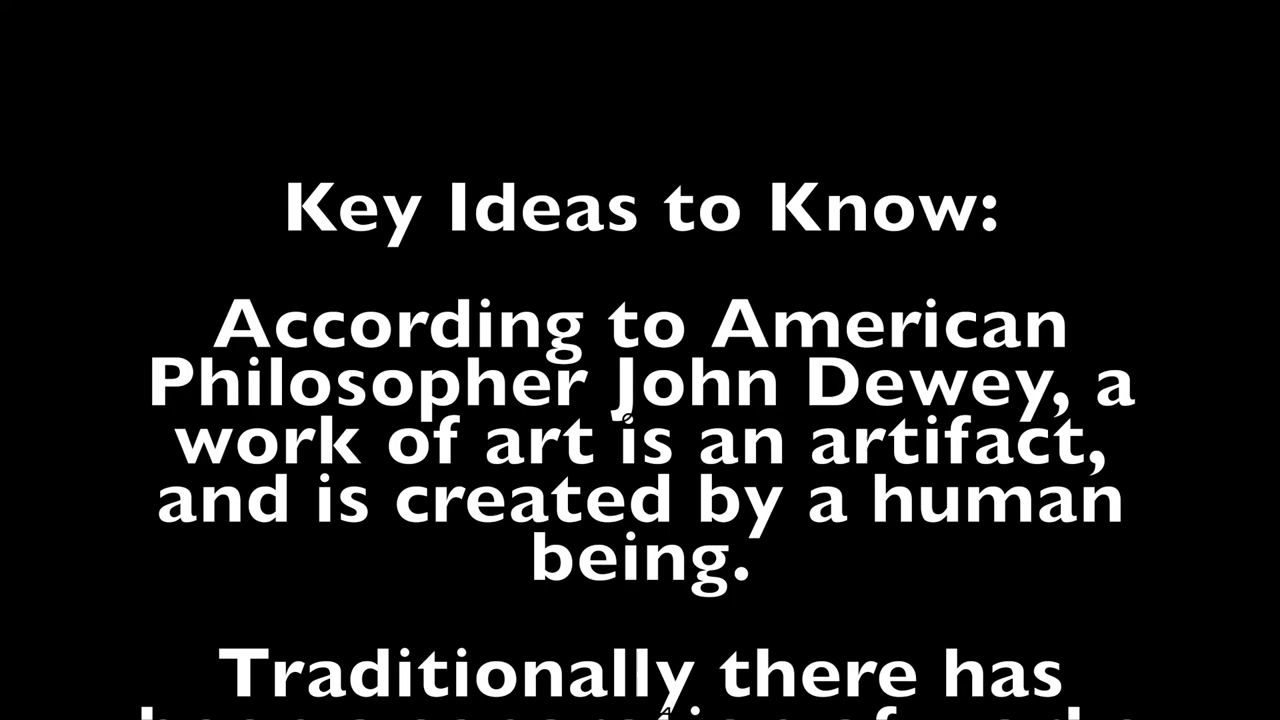 Key Ideas to Know:
According to American
Philosopher John Dewey, a
work of art is an artifact,
and is created by a human
being.
Traditionally there has